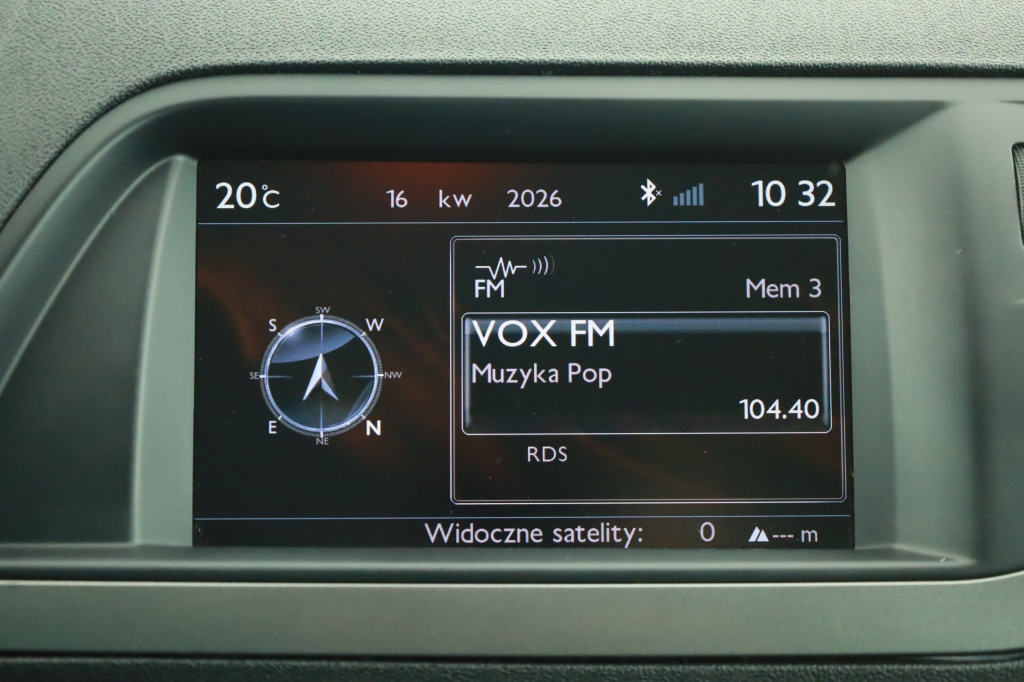 20°C 16 kw 2026 10 32
FM
Mem 3
VOX FM
Muzyka Pop
104.40
RDS
SW
S W
SE NW
E N
NE
Widoczne satelity: 0 --- m